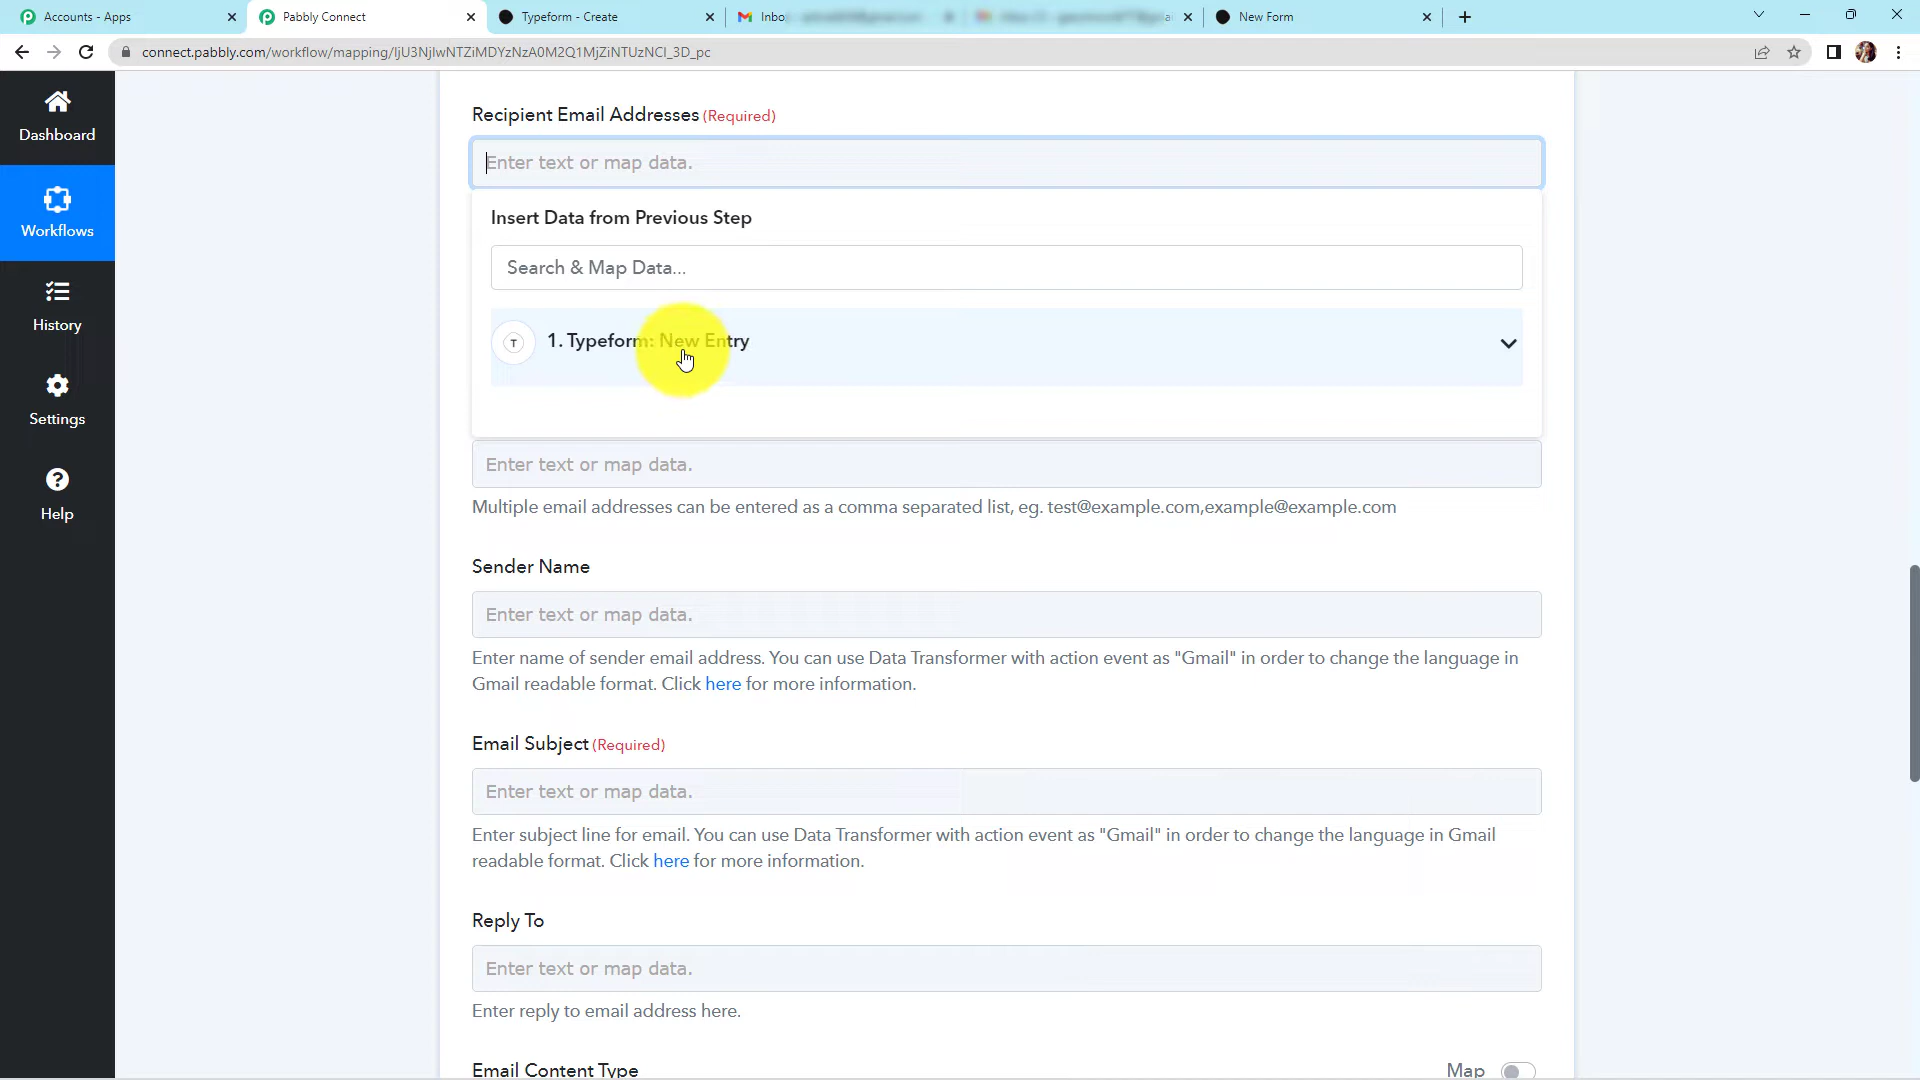 Accounts - Apps
Pabbly Connect
Typeform - Create
Inbo
New Form
connect.pabbly.com/workflow/mapping/IjU3NjIwNTZiMDYzNzA0M2Q1MjZiNTUzNCI_3D_pc
Dashboard
Workflows
History
Settings
Help
Recipient Email Addresses (Required)
Enter text or map data.
Insert Data from Previous Step
Search & Map Data...
T
1. Typeform: New Entry
Enter text or map data.
Multiple email addresses can be entered as a comma separated list, eg. test@example.com,example@example.com
Sender Name
Enter text or map data.
Enter name of sender email address. You can use Data Transformer with action event as "Gmail" in order to change the language in
Gmail readable format. Click here for more information.
Email Subject (Required)
Enter text or map data.
Enter subject line for email. You can use Data Transformer with action event as "Gmail" in order to change the language in Gmail
readable format. Click here for more information.
Reply To
Enter text or map data.
Enter reply to email address here.
Email Content Type
Map